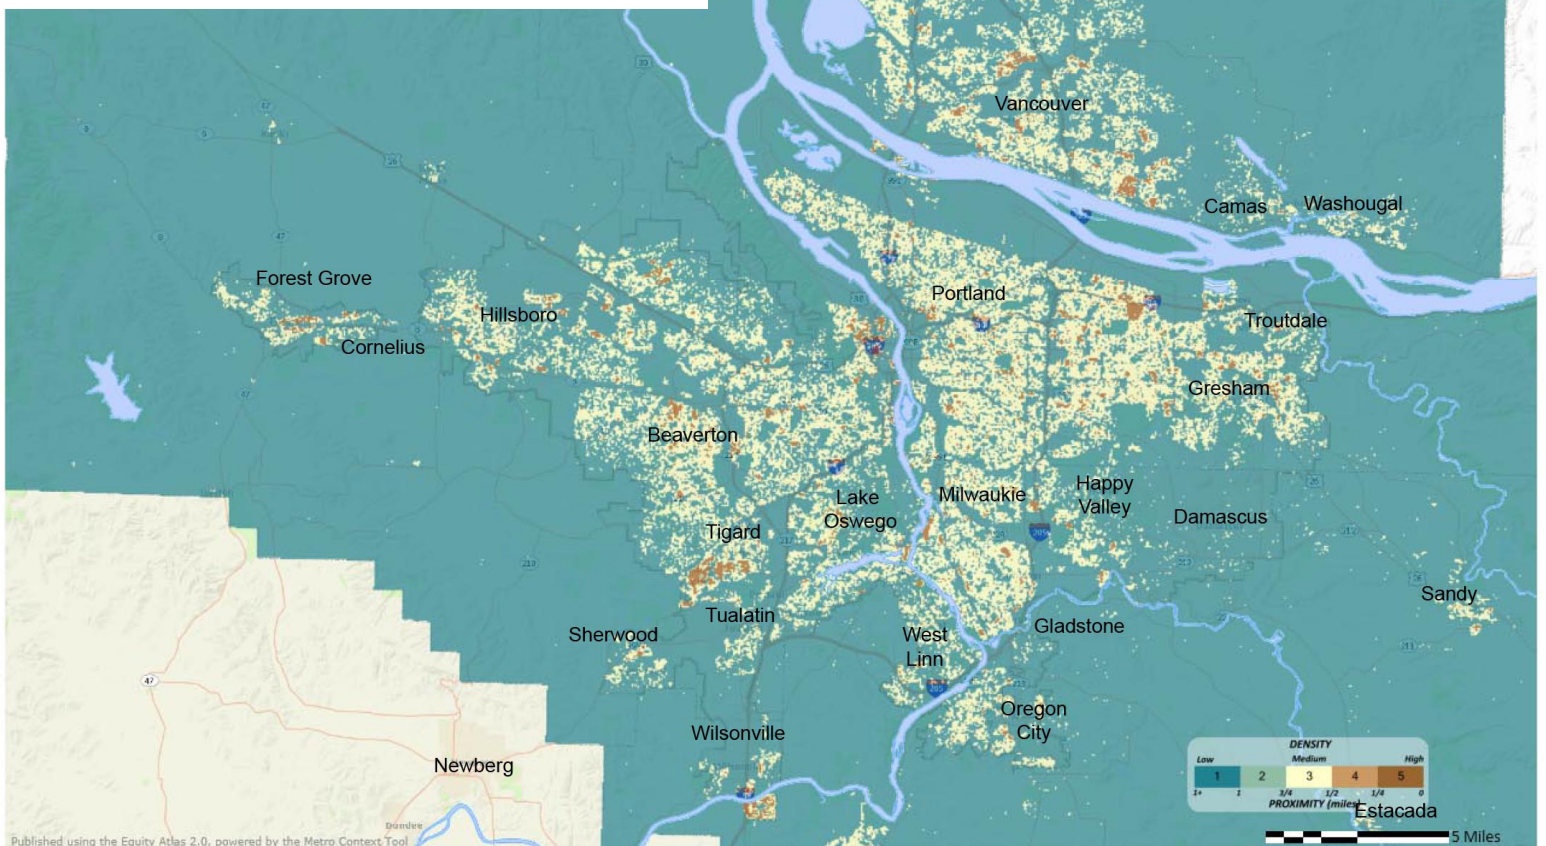 Vancouver
Camas
Washougal
Forest Grove
Hillsboro
Portland
Troutdale
Cornelius
Gresham
Beaverton
Lake
Oswego
Milwaukie
Happy
Valley
Damascus
Tigard
Sandy
Tualatin
Sherwood
West
Linn
Gladstone
Oregon
City
47
Wilsonville
Newberg
DENSITY
Low Medium High
1 2 3 4 5
1+ 1 3/4 1/2 1/4 0
PROXIMITY (miles)
Estacada
Dundee
5 Miles
Published using the Equity Atlas 2.0, powered by the Metro Context Tool